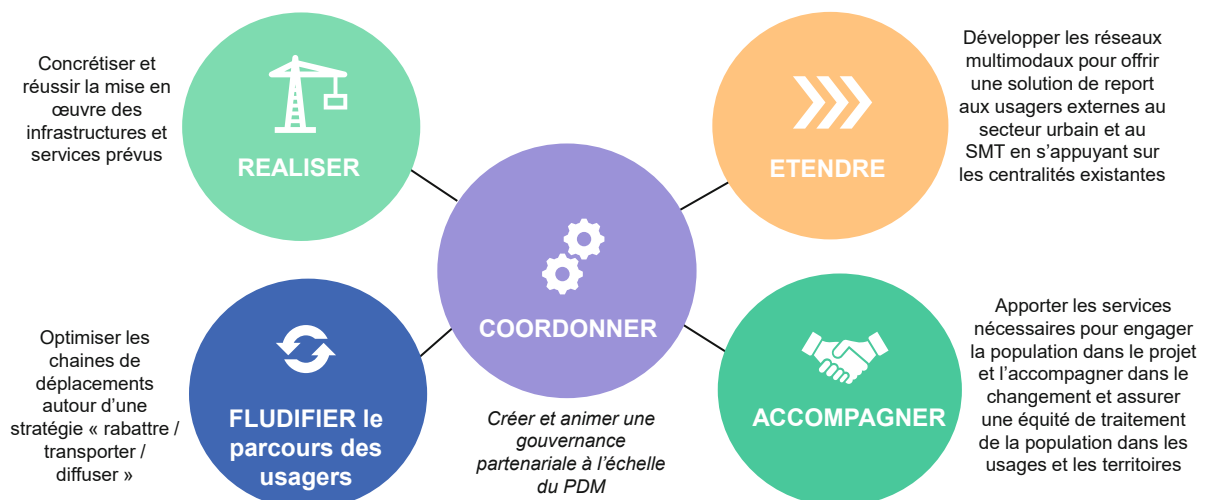 Concrétiser et
réussir la mise en
œuvre des
infrastructures et
services prévus
REALISER
ETENDRE
Développer les réseaux
multimodaux pour offrir
une solution de report
aux usagers externes au
secteur urbain et au
SMT en s’appuyant sur
les centralités existantes
COORDONNER
Créer et animer une
gouvernance
partenariale à l’échelle
du PDM
Optimiser les
chaines de
déplacements
autour d’une
stratégie « rabattre /
transporter /
diffuser »
FLUDIFIER le
parcours des
usagers
ACCOMPAGNER
Apporter les services
nécessaires pour engager
la population dans le projet
et l’accompagner dans le
changement et assurer
une équité de traitement
de la population dans les
usages et les territoires